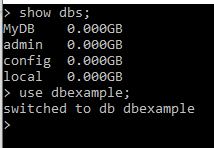 > show dbs;
MyDB    0.000GB
admin   0.000GB
config  0.000GB
local   0.000GB
> use dbexample;
switched to db dbexample
>